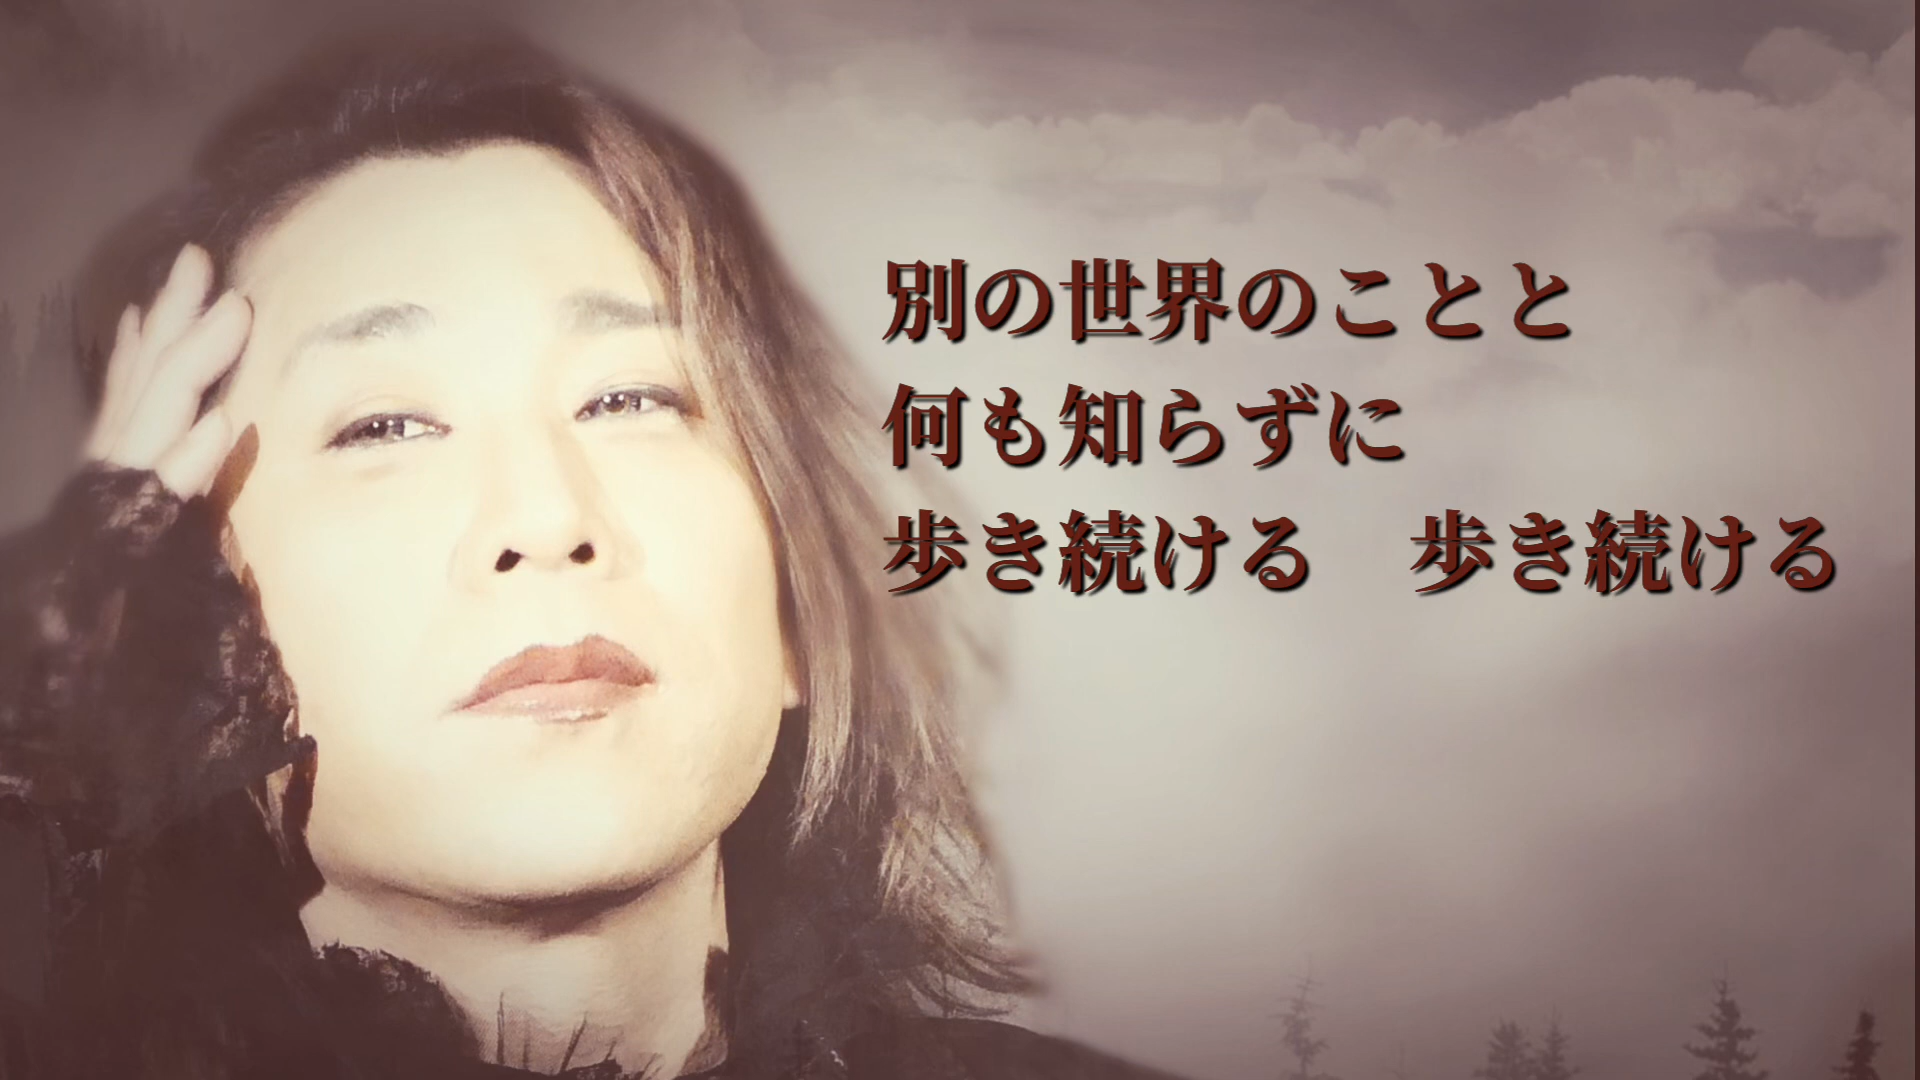 別の世界のことと
何も知らずに
歩き続ける　歩き続ける